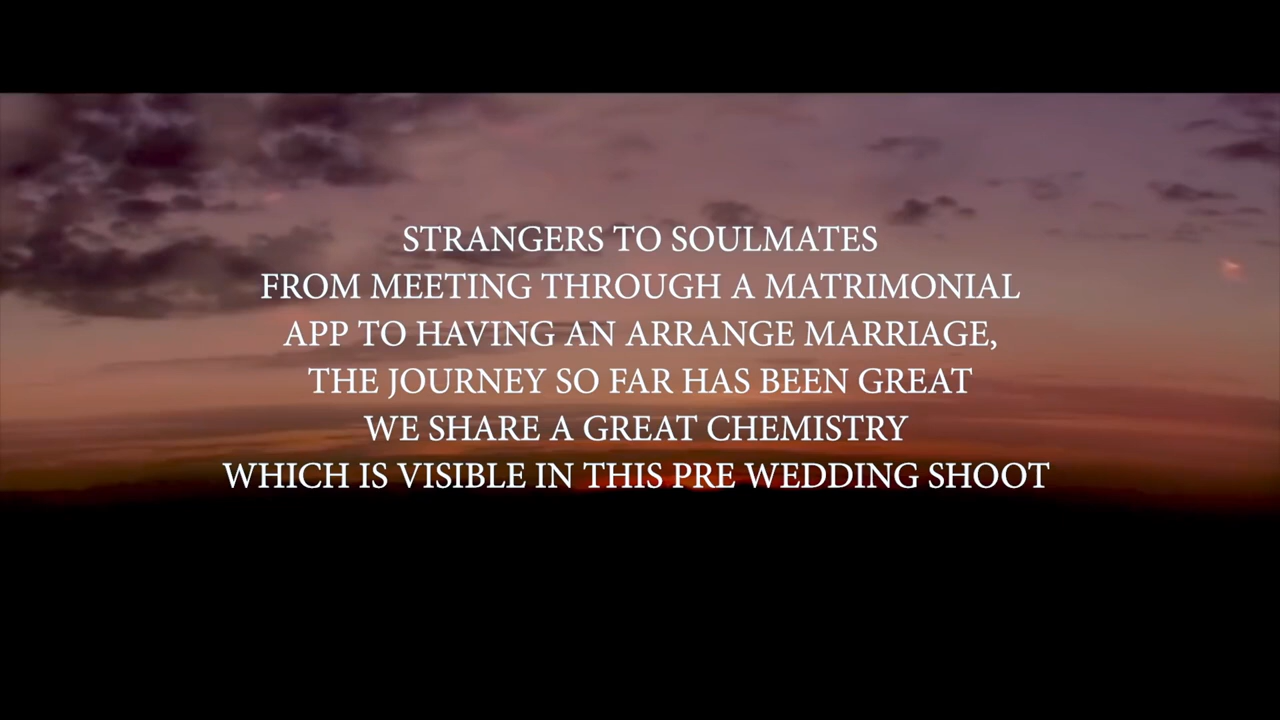 STRANGERS TO SOULMATES
FROM MEETING THROUGH A MATRIMONIAL
APP TO HAVING AN ARRANGE MARRIAGE,
THE JOURNEY SO FAR HAS BEEN GREAT
WE SHARE A GREAT CHEMISTRY
WHICH IS VISIBLE IN THIS PRE WEDDING SHOOT